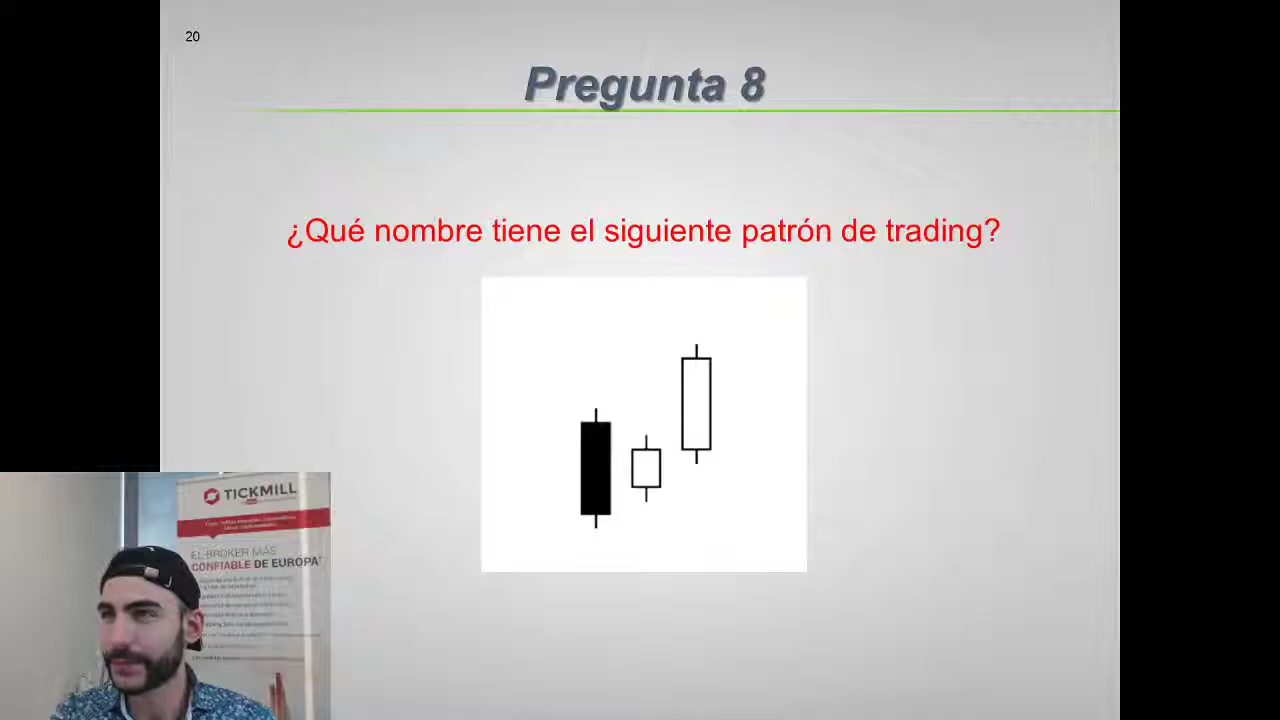 20
Pregunta 8
¿Qué nombre tiene el siguiente patrón de trading?
TICKMILL
EL BROKER MÁS
CONFIABLE DE EUROPA